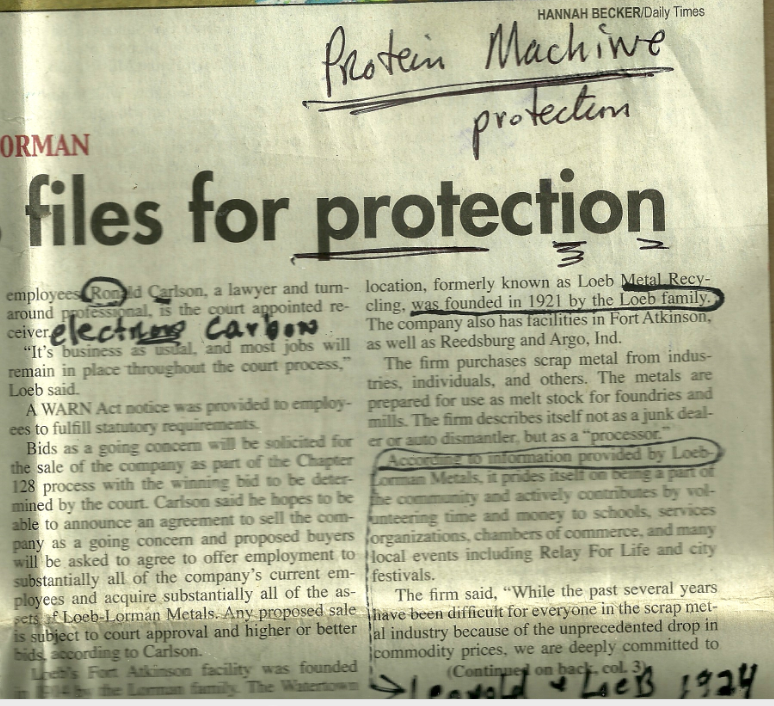 HANNAH BECKER/Daily Times
Protein Machine
protection
ORMAN
files for protection
employees. Ronald Carlson, a lawyer and turn-
around professional, is the court appointed re-
ceiver.
electrons Carbon
“It’s business as usual, and most jobs will
remain in place throughout the court process,”
Loeb said.
A WARN Act notice was provided to employ-
ees to fulfill statutory requirements.
Bids as a going concern will be solicited for
the sale of the company as part of the Chapter
128 process with the winning bid to be deter-
mined by the court. Carlson said he hopes to be
able to announce an agreement to sell the com-
pany as a going concern and proposed buyers
will be asked to agree to offer employment to
substantially all of the company’s current em-
ployees and acquire substantially all of the as-
sets of Loeb-Lorman Metals. Any proposed sale
is subject to court approval and higher or better
bids, according to Carlson.
Loeb’s Fort Atkinson facility was founded
by the Lorman family. The Watertown
location, formerly known as Loeb Metal Recy-
cling, was founded in 1921 by the Loeb family.
The company also has facilities in Fort Atkinson,
as well as Reedsburg and Argo, Ind.
The firm purchases scrap metal from indus-
tries, individuals, and others. The metals are
prepared for use as melt stock for foundries and
mills. The firm describes itself not as a junk deal-
er or auto dismantler, but as a “processor.”
According to information provided by Loeb-
Lorman Metals, it prides itself on being a part of
the community and actively contributes by vol-
unteering time and money to schools, services
organizations, chambers of commerce, and many
local events including Relay For Life and city
festivals.
The firm said, “While the past several years
have been difficult for everyone in the scrap met-
al industry because of the unprecedented drop in
commodity prices, we are deeply committed to
(Continued on back, col. 3)
Leopold + LoeB 1924